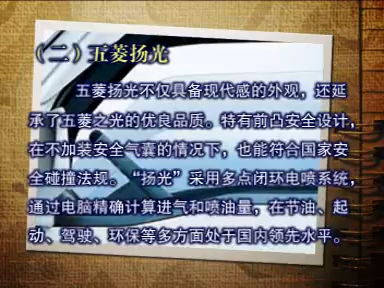 （二）五菱扬光
五菱扬光不仅具备现代感的外观，还延
承了五菱之光的优良品质。特有前凸安全设计，
在不加装安全气囊的情况下，也能符合国家安
全碰撞法规。“扬光”采用多点闭环电喷系统，
通过电脑精确计算进气和喷油量，在节油、起
动、驾驶、环保等多方面处于国内领先水平。